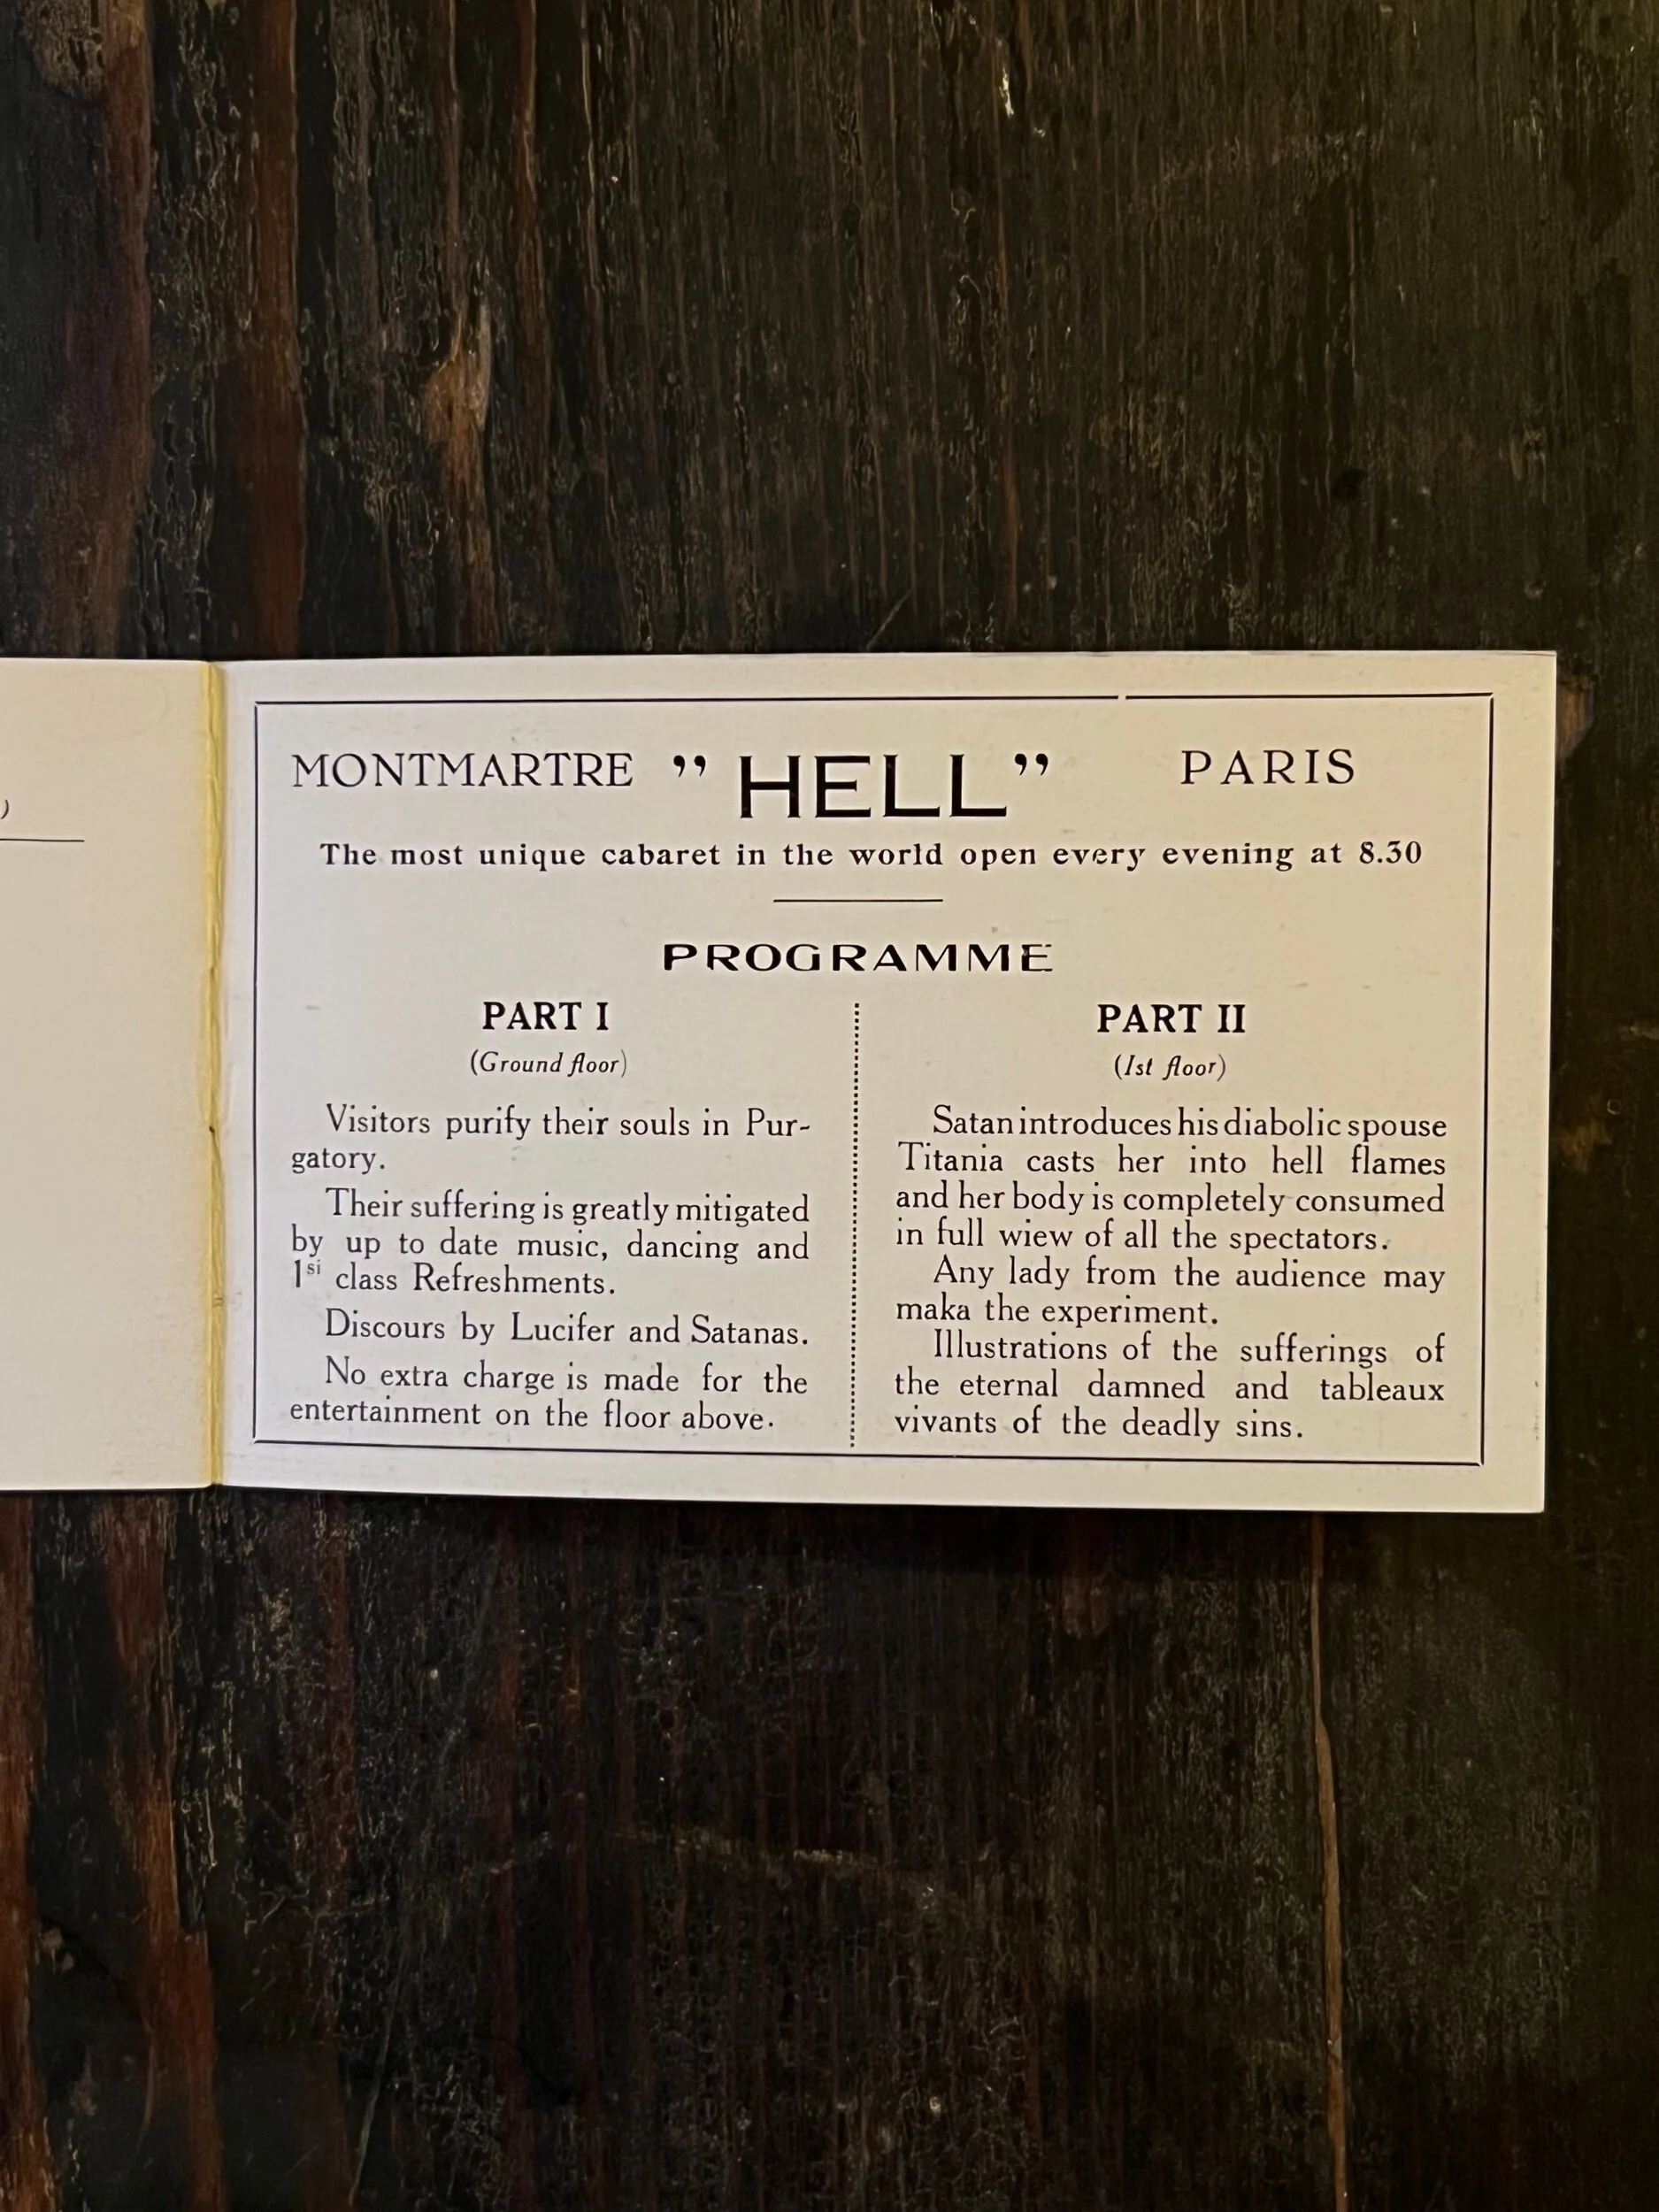 )
MONTMARTRE ” HELL ” PARIS
The most unique cabaret in the world open every evening at 8.30
PROGRAMME
PART I
(Ground floor)
Visitors purify their souls in Pur-
gatory.
Their suffering is greatly mitigated
by up to date music, dancing and
1si class Refreshments.
Discours by Lucifer and Satanas.
No extra charge is made for the
entertainment on the floor above.
PART II
(Ist floor)
Satan introduces his diabolic spouse
Titania casts her into hell flames
and her body is completely consumed
in full wiew of all the spectators.
Any lady from the audience may
maka the experiment.
Illustrations of the sufferings of
the eternal damned and tableaux
vivants of the deadly sins.